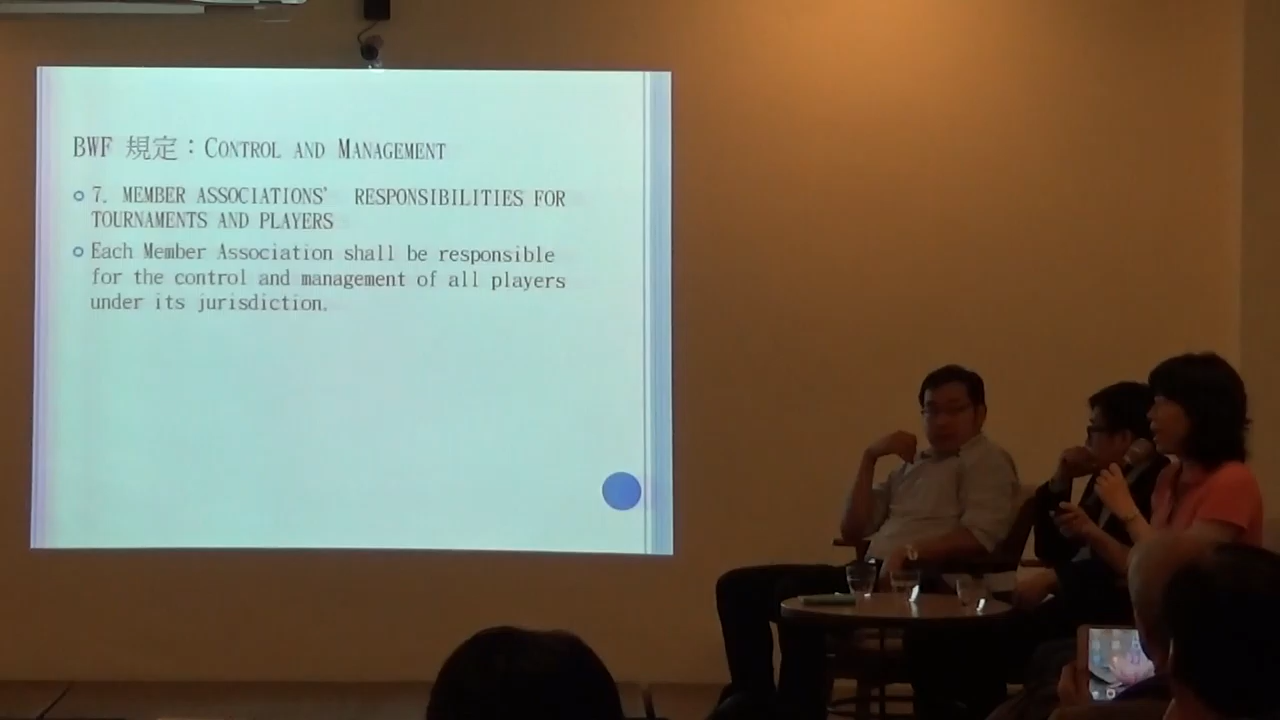 BWF 規定：CONTROL AND MANAGEMENT
7. MEMBER ASSOCIATIONS' RESPONSIBILITIES FOR
TOURNAMENTS AND PLAYERS
Each Member Association shall be responsible
for the control and management of all players
under its jurisdiction.